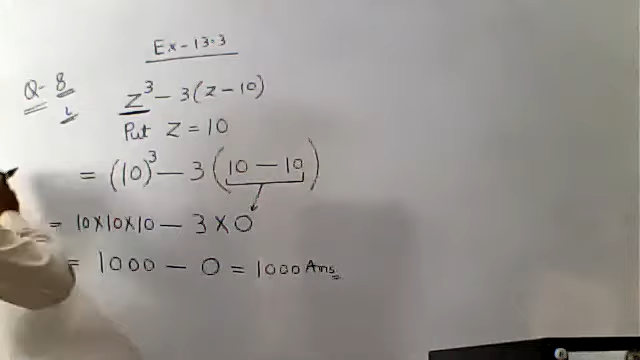 Ex-13.3
Q-8 z³ - 3(z-10)
Put z = 10
= (10)³ - 3(10 - 10)
= 10×10×10 - 3×0
= 1000 - 0 = 1000 Ans